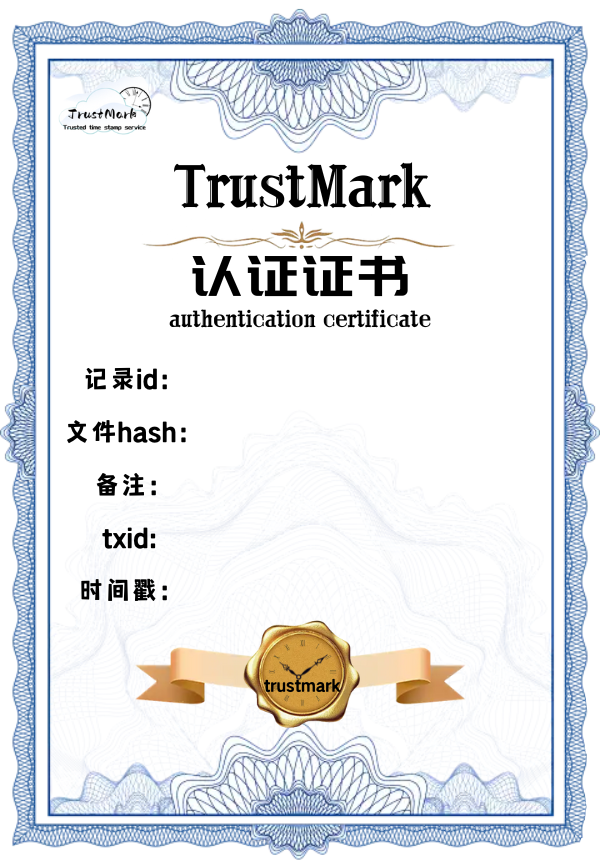 TrustMark
Trusted time stamp service
TrustMark
认证证书
authentication certificate
记录id:
文件hash:
备注:
txid:
时间戳:
trustmark